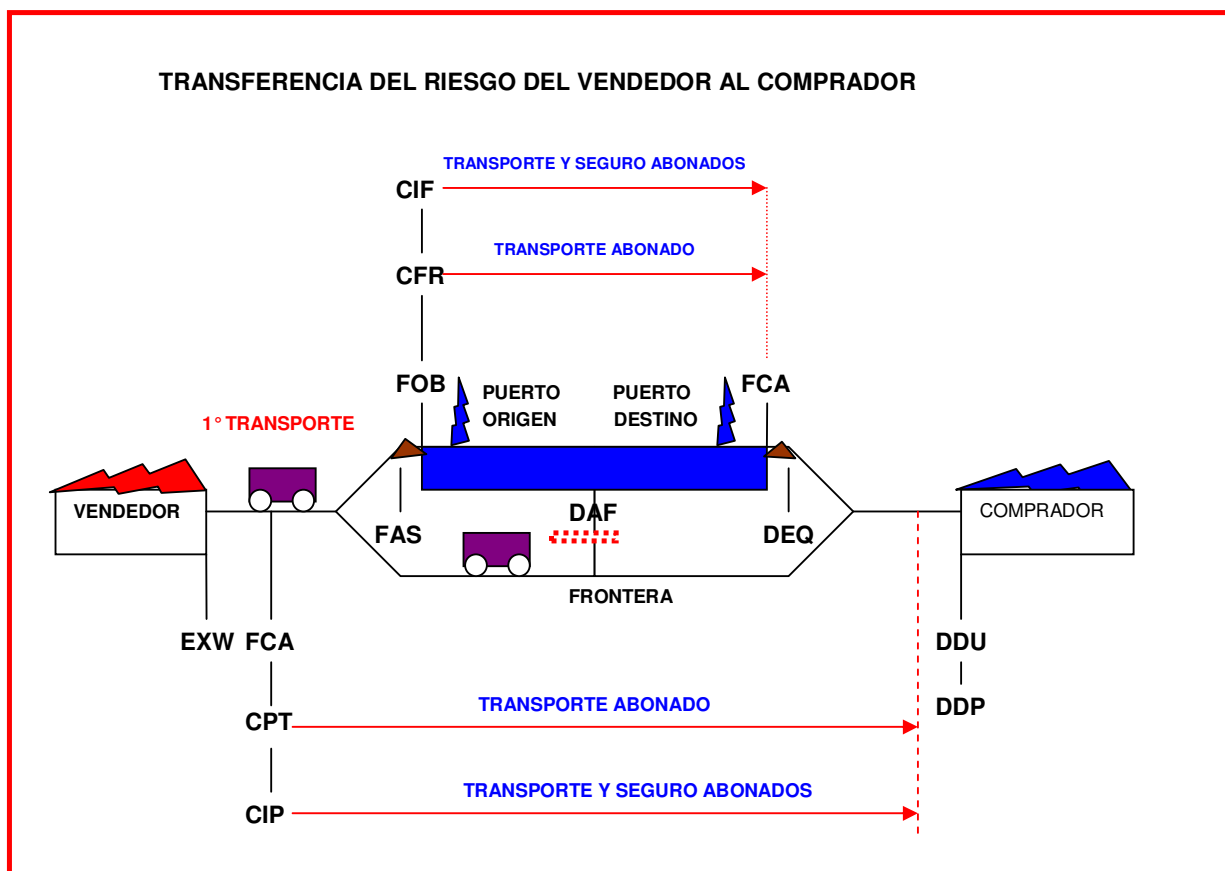 TRANSFERENCIA DEL RIESGO DEL VENDEDOR AL COMPRADOR
TRANSPORTE Y SEGURO ABONADOS
CIF
TRANSPORTE ABONADO
CFR
FOB
PUERTO
ORIGEN
PUERTO
DESTINO
FCA
1° TRANSPORTE
VENDEDOR
COMPRADOR
FAS
DAF
DEQ
FRONTERA
EXW
FCA
DDU
TRANSPORTE ABONADO
CPT
DDP
TRANSPORTE Y SEGURO ABONADOS
CIP